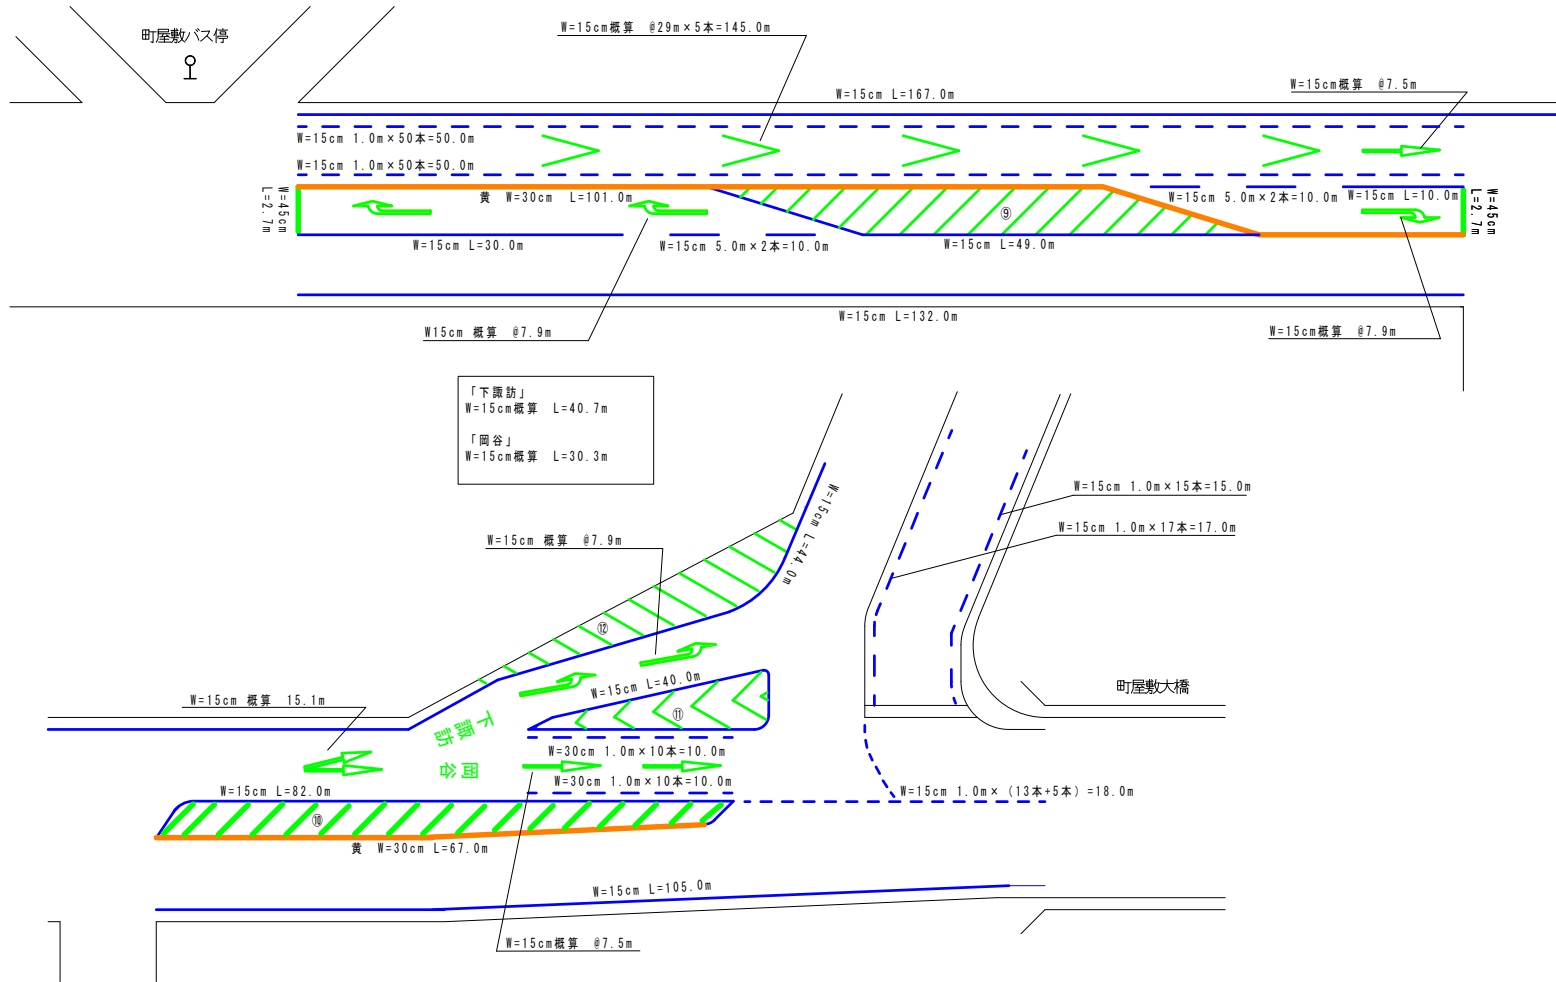 町屋敷バス停
W=15cm概算 @29m×5本=145.0m
W=15cm概算 @7.5m
W=15cm L=167.0m
W=15cm 1.0m×50本=50.0m
W=15cm 1.0m×50本=50.0m
W=45cm
L=2.7m
黄 W=30cm L=101.0m
⑨
W=15cm 5.0m×2本=10.0m
W=15cm L=10.0m
W=45cm
L=2.7m
W=15cm L=30.0m
W=15cm 5.0m×2本=10.0m
W=15cm L=49.0m
W=15cm L=132.0m
W15cm 概算 @7.9m
W=15cm概算 @7.9m
「下諏訪」
W=15cm概算 L=40.7m
「岡谷」
W=15cm概算 L=30.3m
W=15cm L=44.0m
W=15cm 1.0m×15本=15.0m
W=15cm 1.0m×17本=17.0m
W=15cm 概算 @7.9m
⑫
W=15cm L=40.0m
⑪
町屋敷大橋
W=15cm 概算 15.1m
下諏訪
岡谷
W=30cm 1.0m×10本=10.0m
W=30cm 1.0m×10本=10.0m
W=15cm L=82.0m
W=15cm 1.0m×(13本+5本)=18.0m
⑩
黄 W=30cm L=67.0m
W=15cm L=105.0m
W=15cm概算 @7.5m